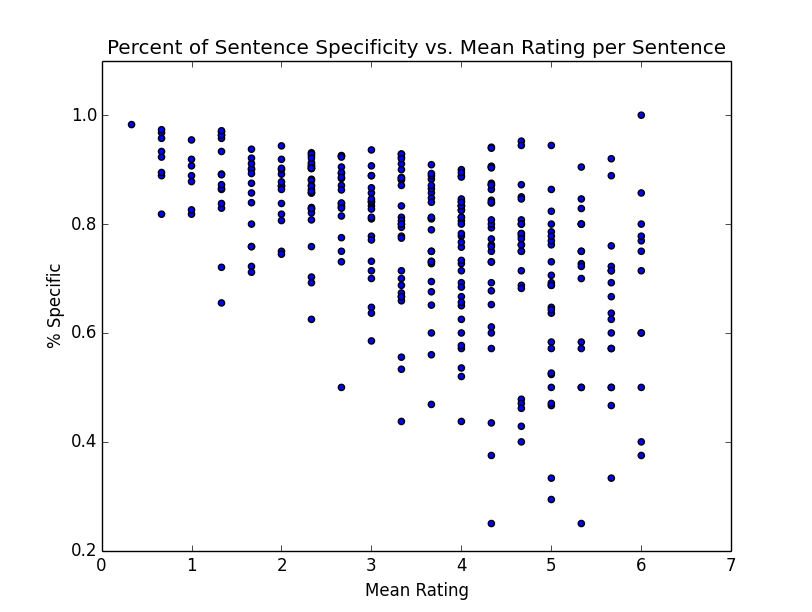 Percent of Sentence Specificity vs. Mean Rating per Sentence
1.0
0.8
0.6
0.4
0.2
% Specific
0 1 2 3 4 5 6 7
Mean Rating